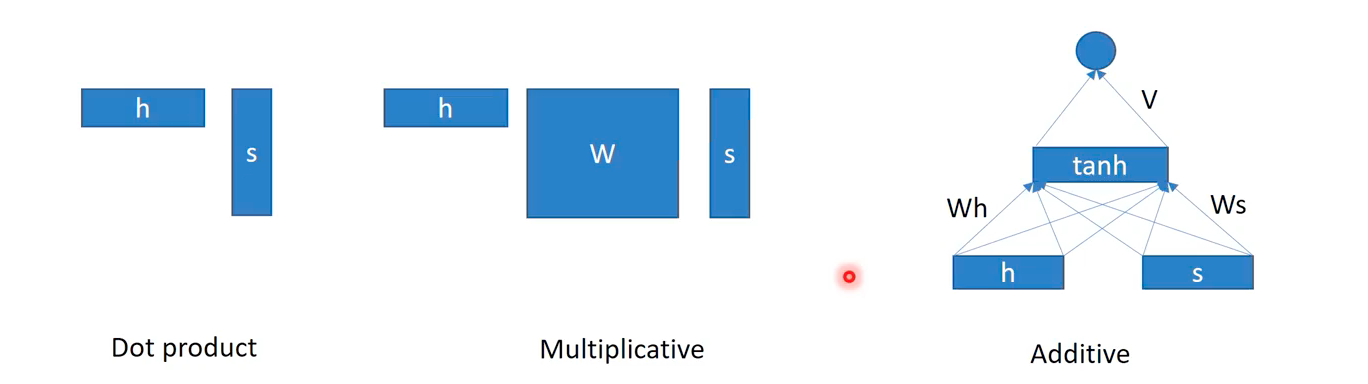 h
s
Dot product
h
W
s
Multiplicative
V
tanh
Wh
Ws
h
s
Additive